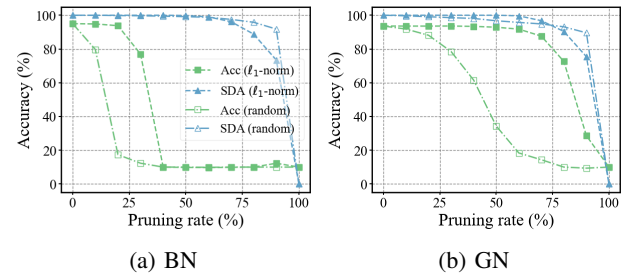 100
80
60
40
20
0
Accuracy (%)
Acc (ℓ₁-norm)
SDA (ℓ₁-norm)
Acc (random)
SDA (random)
0 25 50 75 100
Pruning rate (%)
(a) BN
100
80
60
40
20
0
Accuracy (%)
0 25 50 75 100
Pruning rate (%)
(b) GN